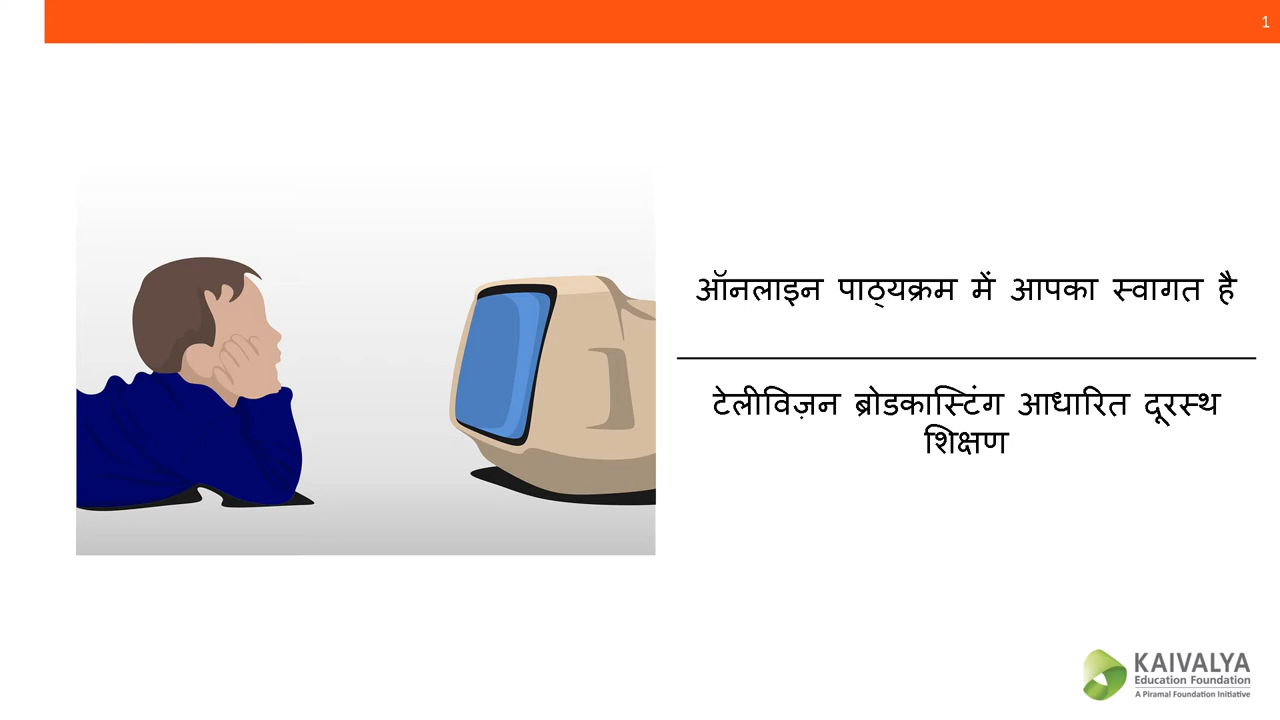 1
ऑनलाइन पाठ्यक्रम में आपका स्वागत है
टेलीविज़न ब्रोडकास्टिंग आधारित दूरस्थ
शिक्षण
KAIVALYA
Education Foundation
A Piramal Foundation Initiative